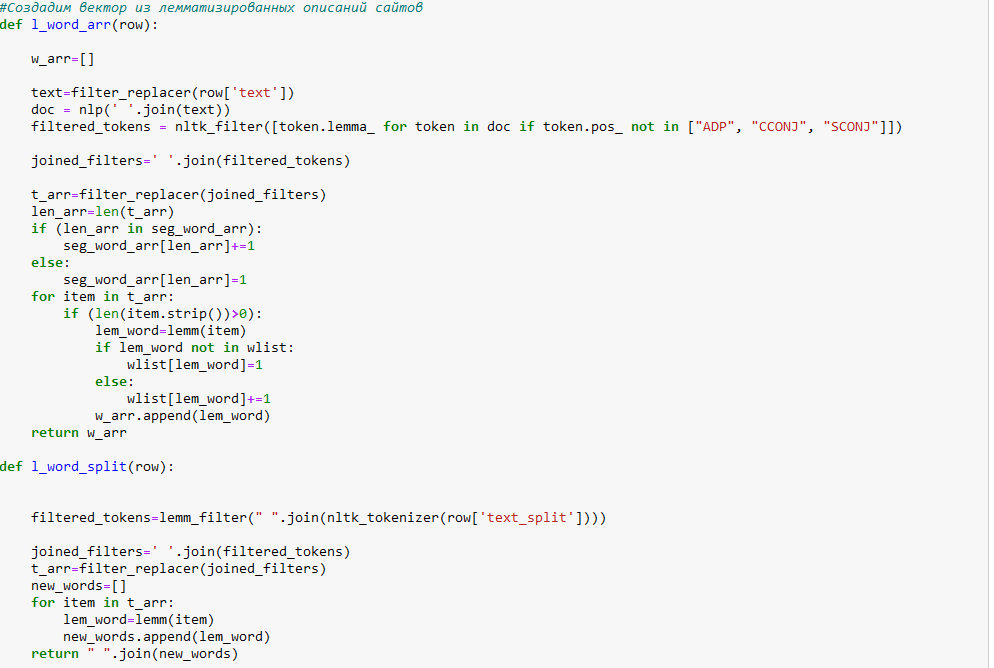 #Создадим вектор из лемматизированных описаний сайтов
def l_word_arr(row):
    w_arr=[]
    text=filter_replacer(row['text'])
    doc = nlp(' '.join(text))
    filtered_tokens = nltk_filter([token.lemma_ for token in doc if token.pos_ not in ["ADP", "CCONJ", "SCONJ"]])
    joined_filters=' '.join(filtered_tokens)
    t_arr=filter_replacer(joined_filters)
    len_arr=len(t_arr)
    if (len_arr in seg_word_arr):
        seg_word_arr[len_arr]+=1
    else:
        seg_word_arr[len_arr]=1
    for item in t_arr:
        if (len(item.strip())>0):
            lem_word=lemm(item)
            if lem_word not in wlist:
                wlist[lem_word]=1
            else:
                wlist[lem_word]+=1
            w_arr.append(lem_word)
    return w_arr
def l_word_split(row):
    filtered_tokens=lemm_filter(" ".join(nltk_tokenizer(row['text_split'])))
    joined_filters=' '.join(filtered_tokens)
    t_arr=filter_replacer(joined_filters)
    new_words=[]
    for item in t_arr:
        lem_word=lemm(item)
        new_words.append(lem_word)
    return " ".join(new_words)